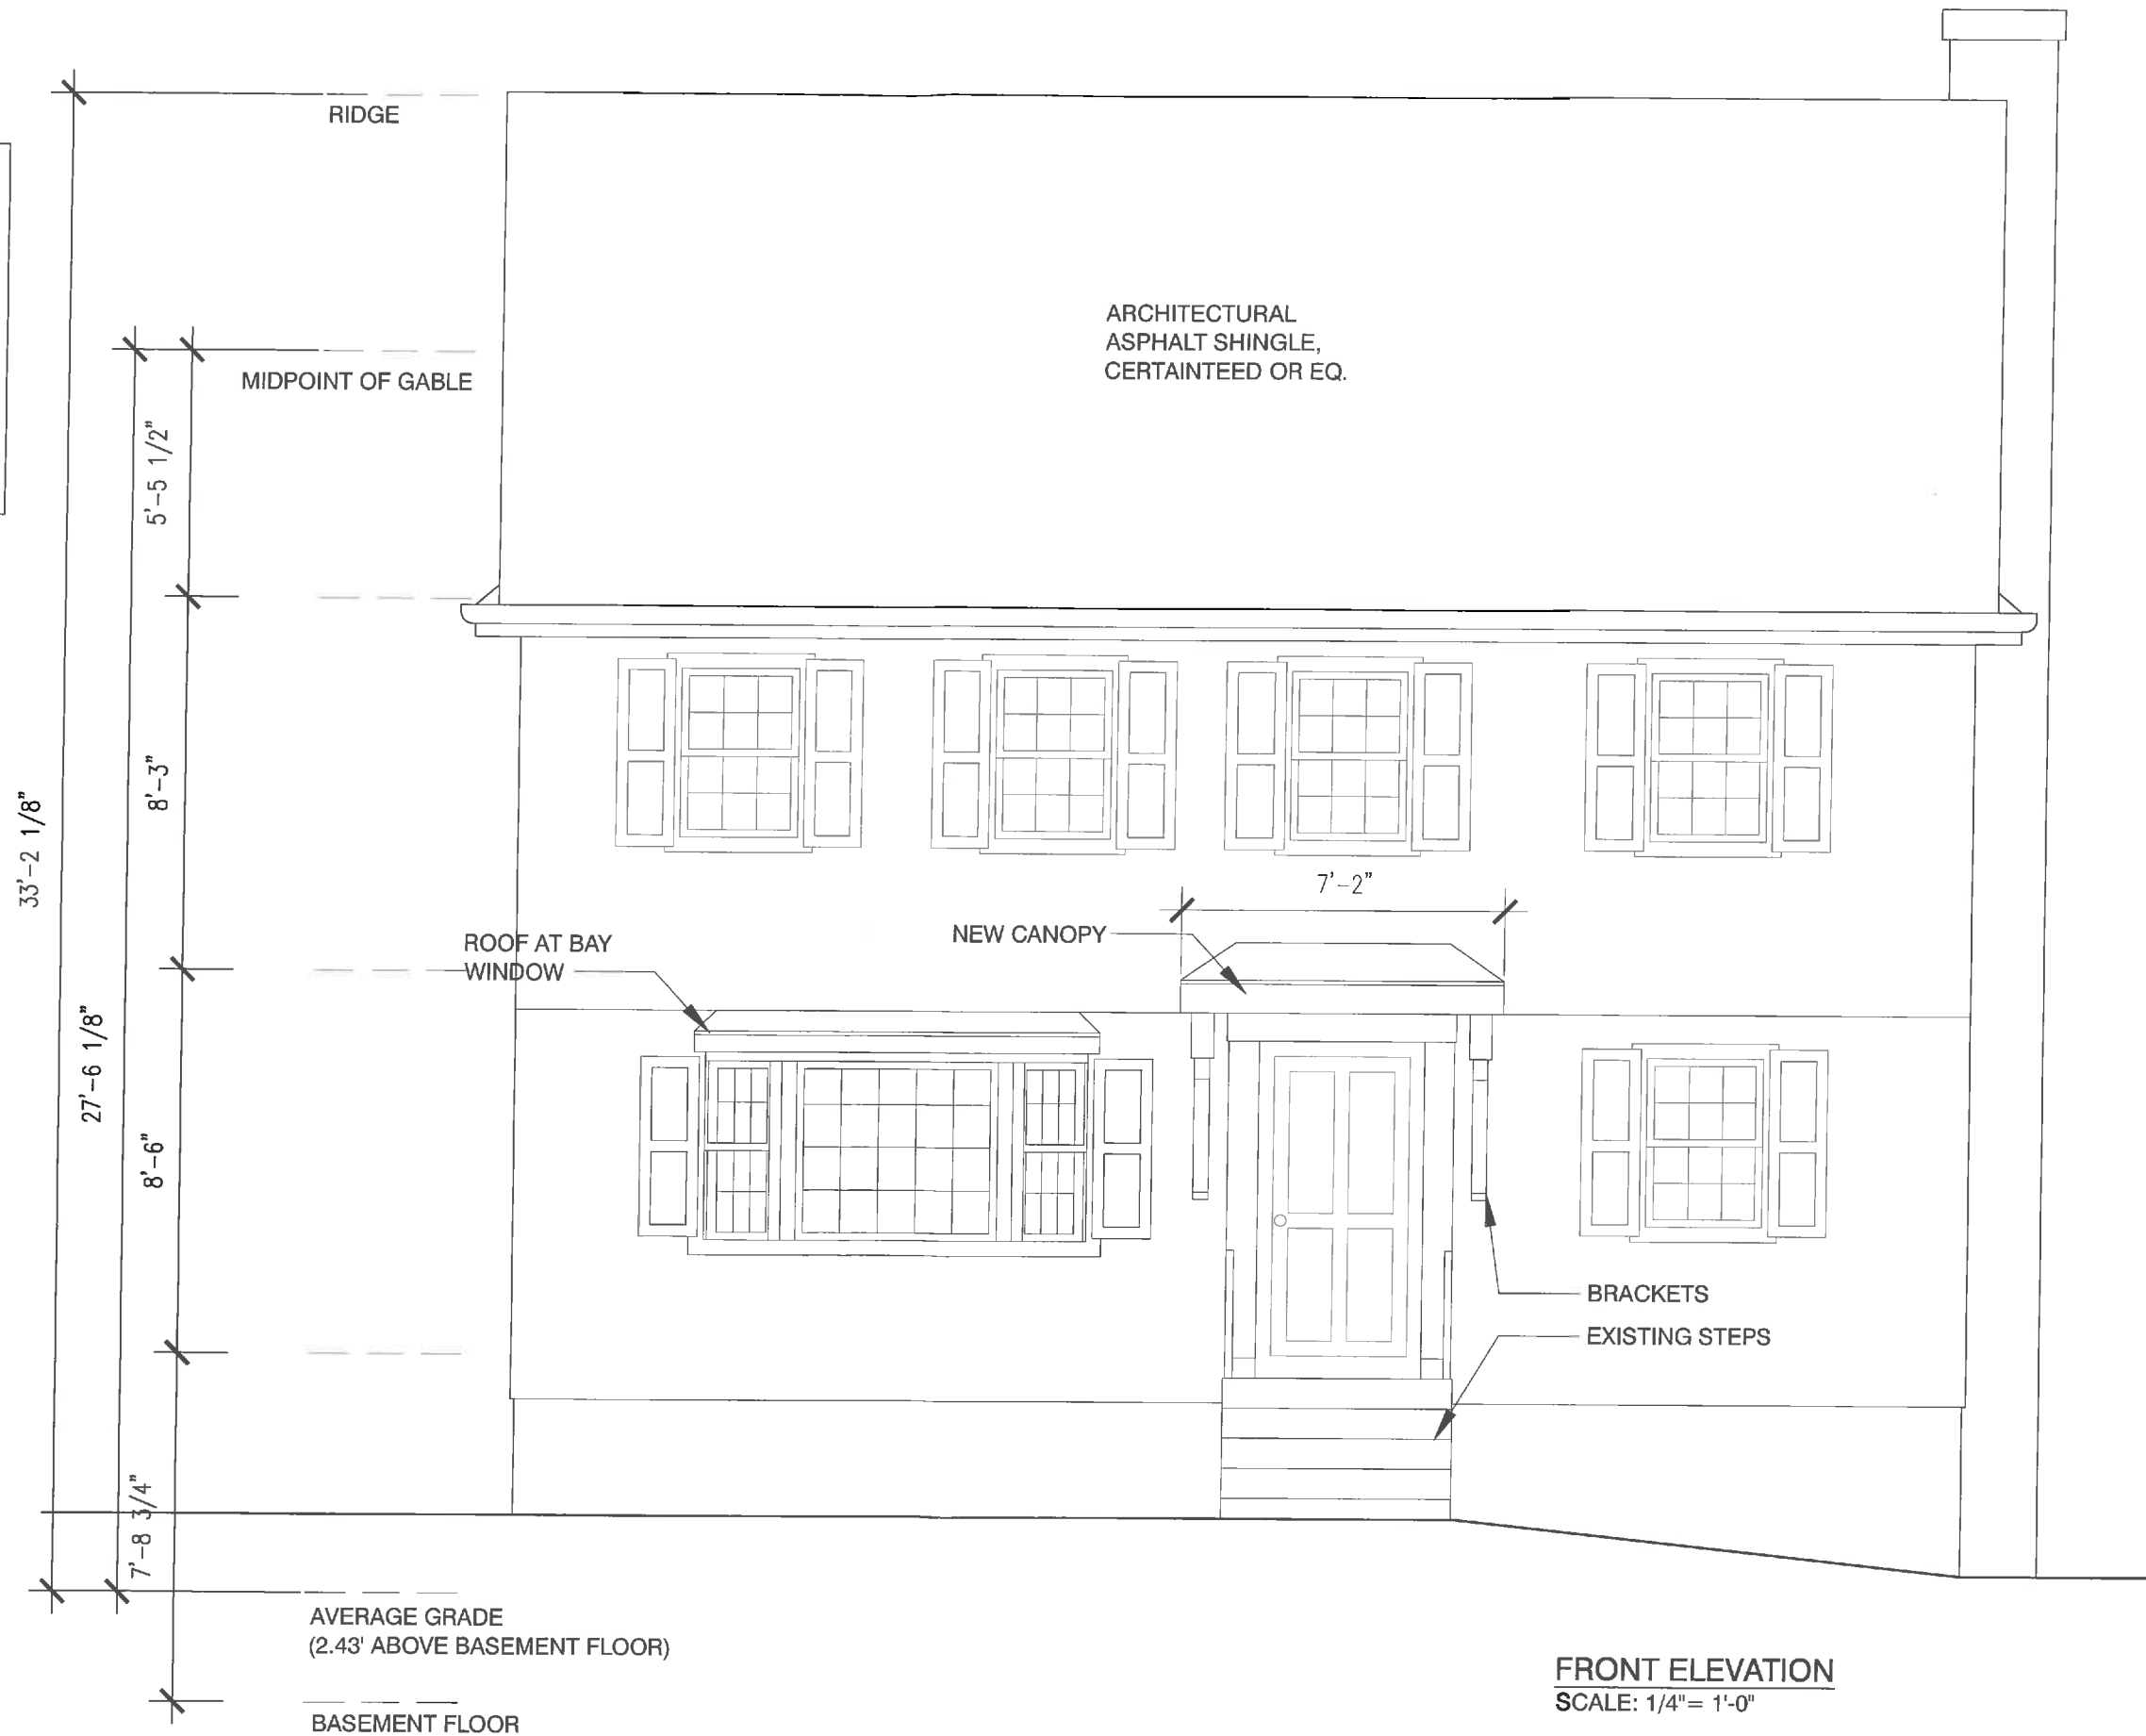 RIDGE
ARCHITECTURAL
ASPHALT SHINGLE,
CERTAINTEED OR EQ.
MIDPOINT OF GABLE
5'-5 1/2"
8'-3"
33'-2 1/8"
7'-2"
NEW CANOPY
ROOF AT BAY
WINDOW
27'-6 1/8"
8'-6"
BRACKETS
EXISTING STEPS
7'-8 3/4"
AVERAGE GRADE
(2.43' ABOVE BASEMENT FLOOR)
BASEMENT FLOOR
FRONT ELEVATION
SCALE: 1/4"= 1'-0"